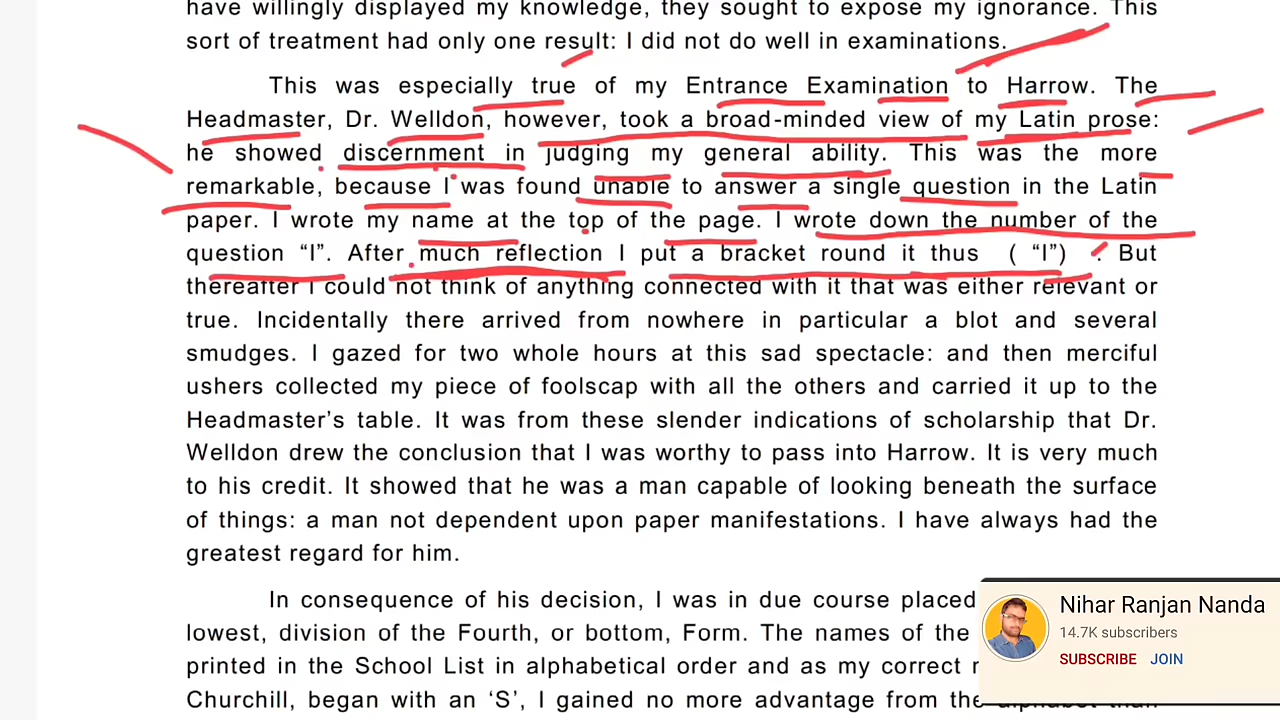 have willingly displayed my knowledge, they sought to expose my ignorance. This
sort of treatment had only one result: I did not do well in examinations.
This was especially true of my Entrance Examination to Harrow. The
Headmaster, Dr. Welldon, however, took a broad-minded view of my Latin prose:
he showed discernment in judging my general ability. This was the more
remarkable, because I was found unable to answer a single question in the Latin
paper. I wrote my name at the top of the page. I wrote down the number of the
question “I”. After much reflection I put a bracket round it thus ( “I”) . But
thereafter I could not think of anything connected with it that was either relevant or
true. Incidentally there arrived from nowhere in particular a blot and several
smudges. I gazed for two whole hours at this sad spectacle: and then merciful
ushers collected my piece of foolscap with all the others and carried it up to the
Headmaster’s table. It was from these slender indications of scholarship that Dr.
Welldon drew the conclusion that I was worthy to pass into Harrow. It is very much
to his credit. It showed that he was a man capable of looking beneath the surface
of things: a man not dependent upon paper manifestations. I have always had the
greatest regard for him.
In consequence of his decision, I was in due course placed
lowest, division of the Fourth, or bottom, Form. The names of the
printed in the School List in alphabetical order and as my correct
Churchill, began with an ‘S’, I gained no more advantage from the
Nihar Ranjan Nanda
14.7K subscribers
SUBSCRIBE JOIN